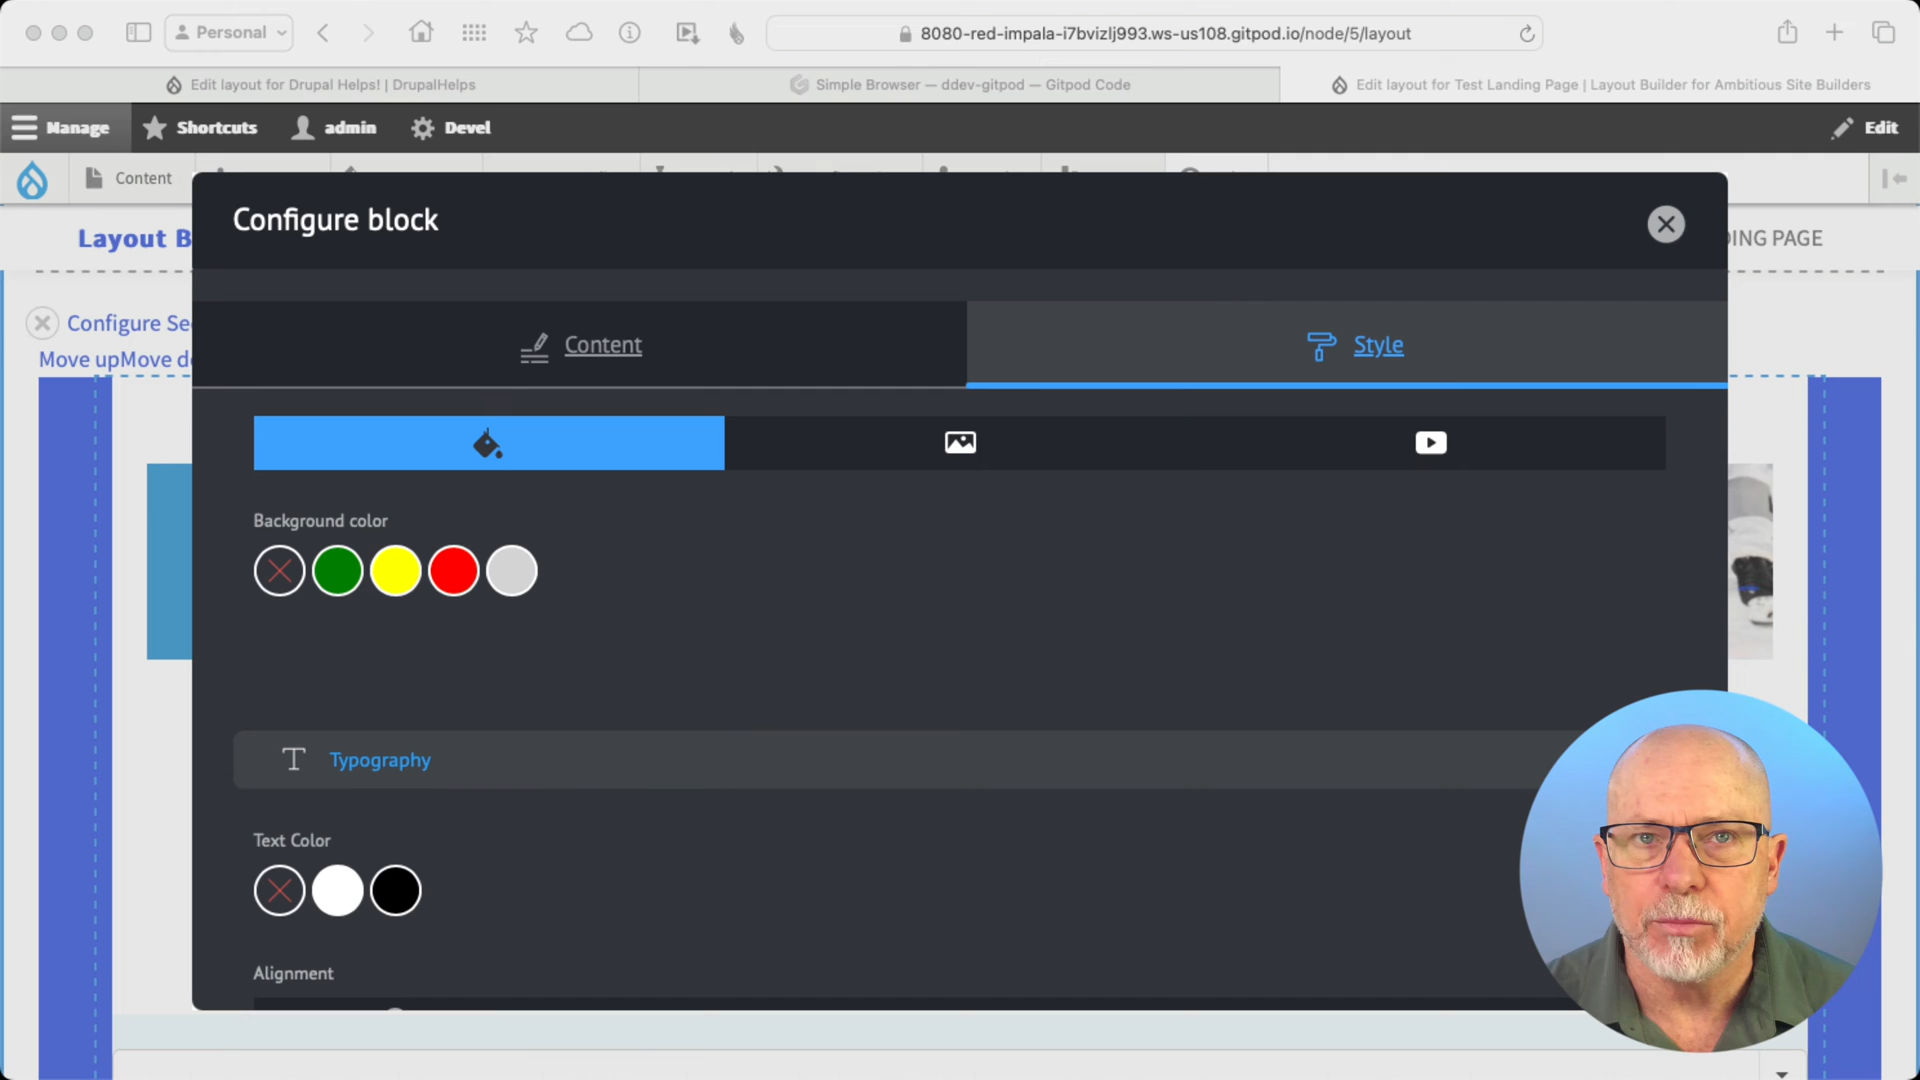 Personal
8080-red-impala-i7bvizlj993.ws-us108.gitpod.io/node/5/layout
Edit layout for Drupal Helps! | DrupalHelps
Simple Browser — ddev-gitpod — Gitpod Code
Edit layout for Test Landing Page | Layout Builder for Ambitious Site Builders
Manage
Shortcuts
admin
Devel
Edit
Content
Configure block
Layout B
DING PAGE
Configure Se
Move upMove d
Content
Style
Background color
Typography
Text Color
Alignment